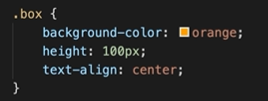 .box {
    background-color: orange;
    height: 100px;
    text-align: center;
}